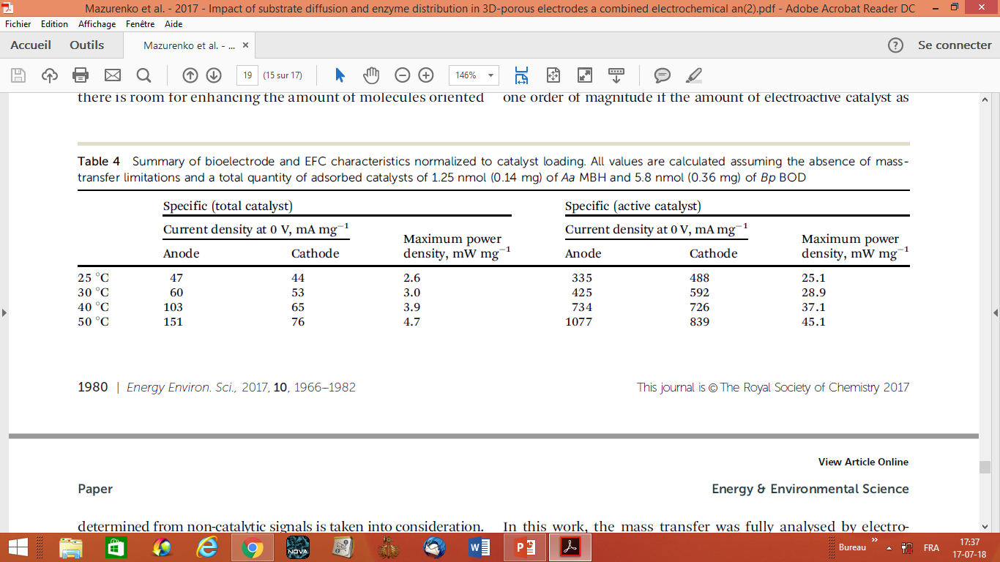 Mazurenko et al. - 2017 - Impact of substrate diffusion and enzyme distribution in 3D-porous electrodes a combined electrochemical an(2).pdf - Adobe Acrobat Reader DC
Fichier Edition Affichage Fenêtre Aide
Accueil Outils Mazurenko et al. - ... × ? Se connecter
19 (15 sur 17) 146%
there is room for enhancing the amount of molecules oriented
one order of magnitude if the amount of electroactive catalyst as
Table 4 Summary of bioelectrode and EFC characteristics normalized to catalyst loading. All values are calculated assuming the absence of mass-
transfer limitations and a total quantity of adsorbed catalysts of 1.25 nmol (0.14 mg) of Aa MBH and 5.8 nmol (0.36 mg) of Bp BOD
Specific (total catalyst) Specific (active catalyst)
Current density at 0 V, mA mg⁻¹ Current density at 0 V, mA mg⁻¹
Maximum power Maximum power
Anode Cathode density, mW mg⁻¹ Anode Cathode density, mW mg⁻¹
25 °C 47 44 2.6 335 488 25.1
30 °C 60 53 3.0 425 592 28.9
40 °C 103 65 3.9 734 726 37.1
50 °C 151 76 4.7 1077 839 45.1
1980 | Energy Environ. Sci., 2017, 10, 1966–1982 This journal is © The Royal Society of Chemistry 2017
View Article Online
Paper Energy & Environmental Science
determined from non-catalytic signals is taken into consideration.
In this work, the mass transfer was fully analysed by electro-
NOVA Bureau » FRA 17:37
17-07-18